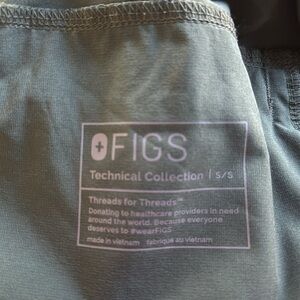 FIGS
Technical Collection | S/S
Threads for Threads™
Donating to healthcare providers in need
around the world. Because everyone
deserves to #wearFIGS
made in vietnam fabriqué au vietnam